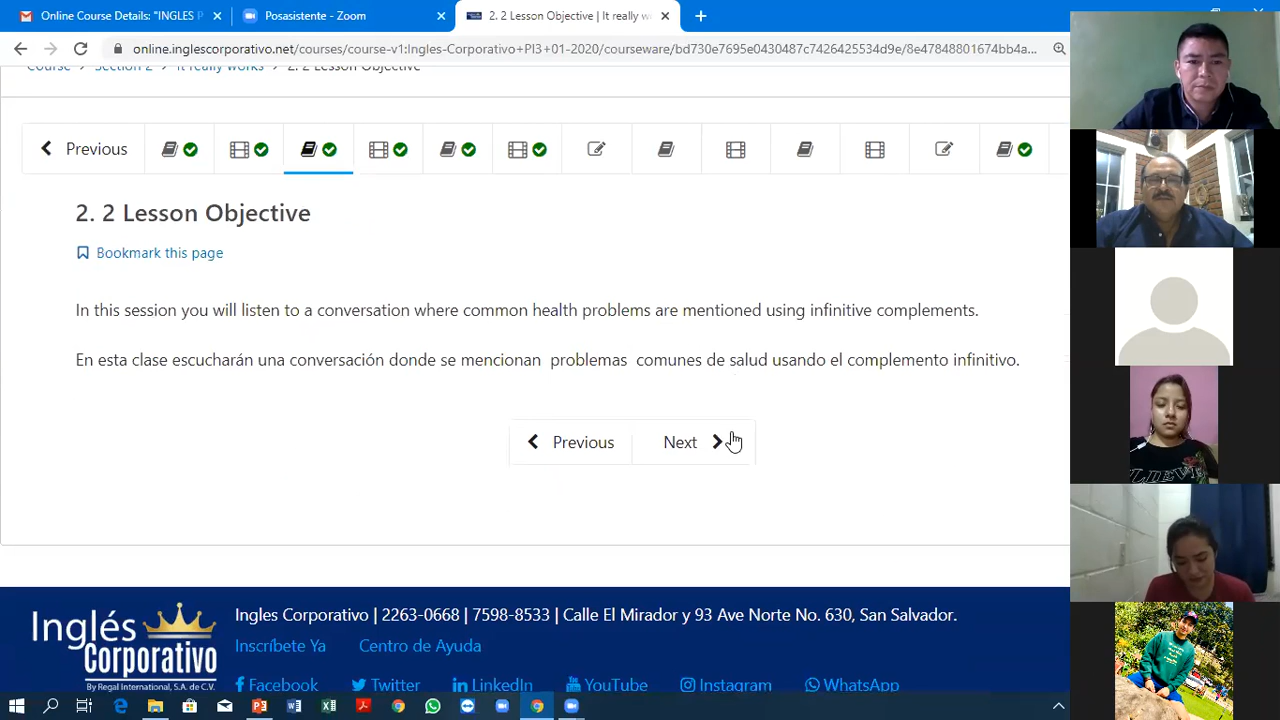 Online Course Details: "INGLES P
Posasistente - Zoom
2. 2 Lesson Objective | It really wo
online.inglescorporativo.net/courses/course-v1:Ingles-Corporativo+PI3+01-2020/courseware/bd730e7695e0430487c7426425534d9e/8e47848801674bb4a...
Course > Section 2 > It really works > 2. 2 Lesson Objective
Previous
2. 2 Lesson Objective
Bookmark this page
In this session you will listen to a conversation where common health problems are mentioned using infinitive complements.
En esta clase escucharán una conversación donde se mencionan problemas comunes de salud usando el complemento infinitivo.
Previous
Next
Inglés Corporativo
By Regal International, S.A. de C.V.
Ingles Corporativo | 2263-0668 | 7598-8533 | Calle El Mirador y 93 Ave Norte No. 630, San Salvador.
Inscríbete Ya
Centro de Ayuda
Facebook
Twitter
LinkedIn
YouTube
Instagram
WhatsApp